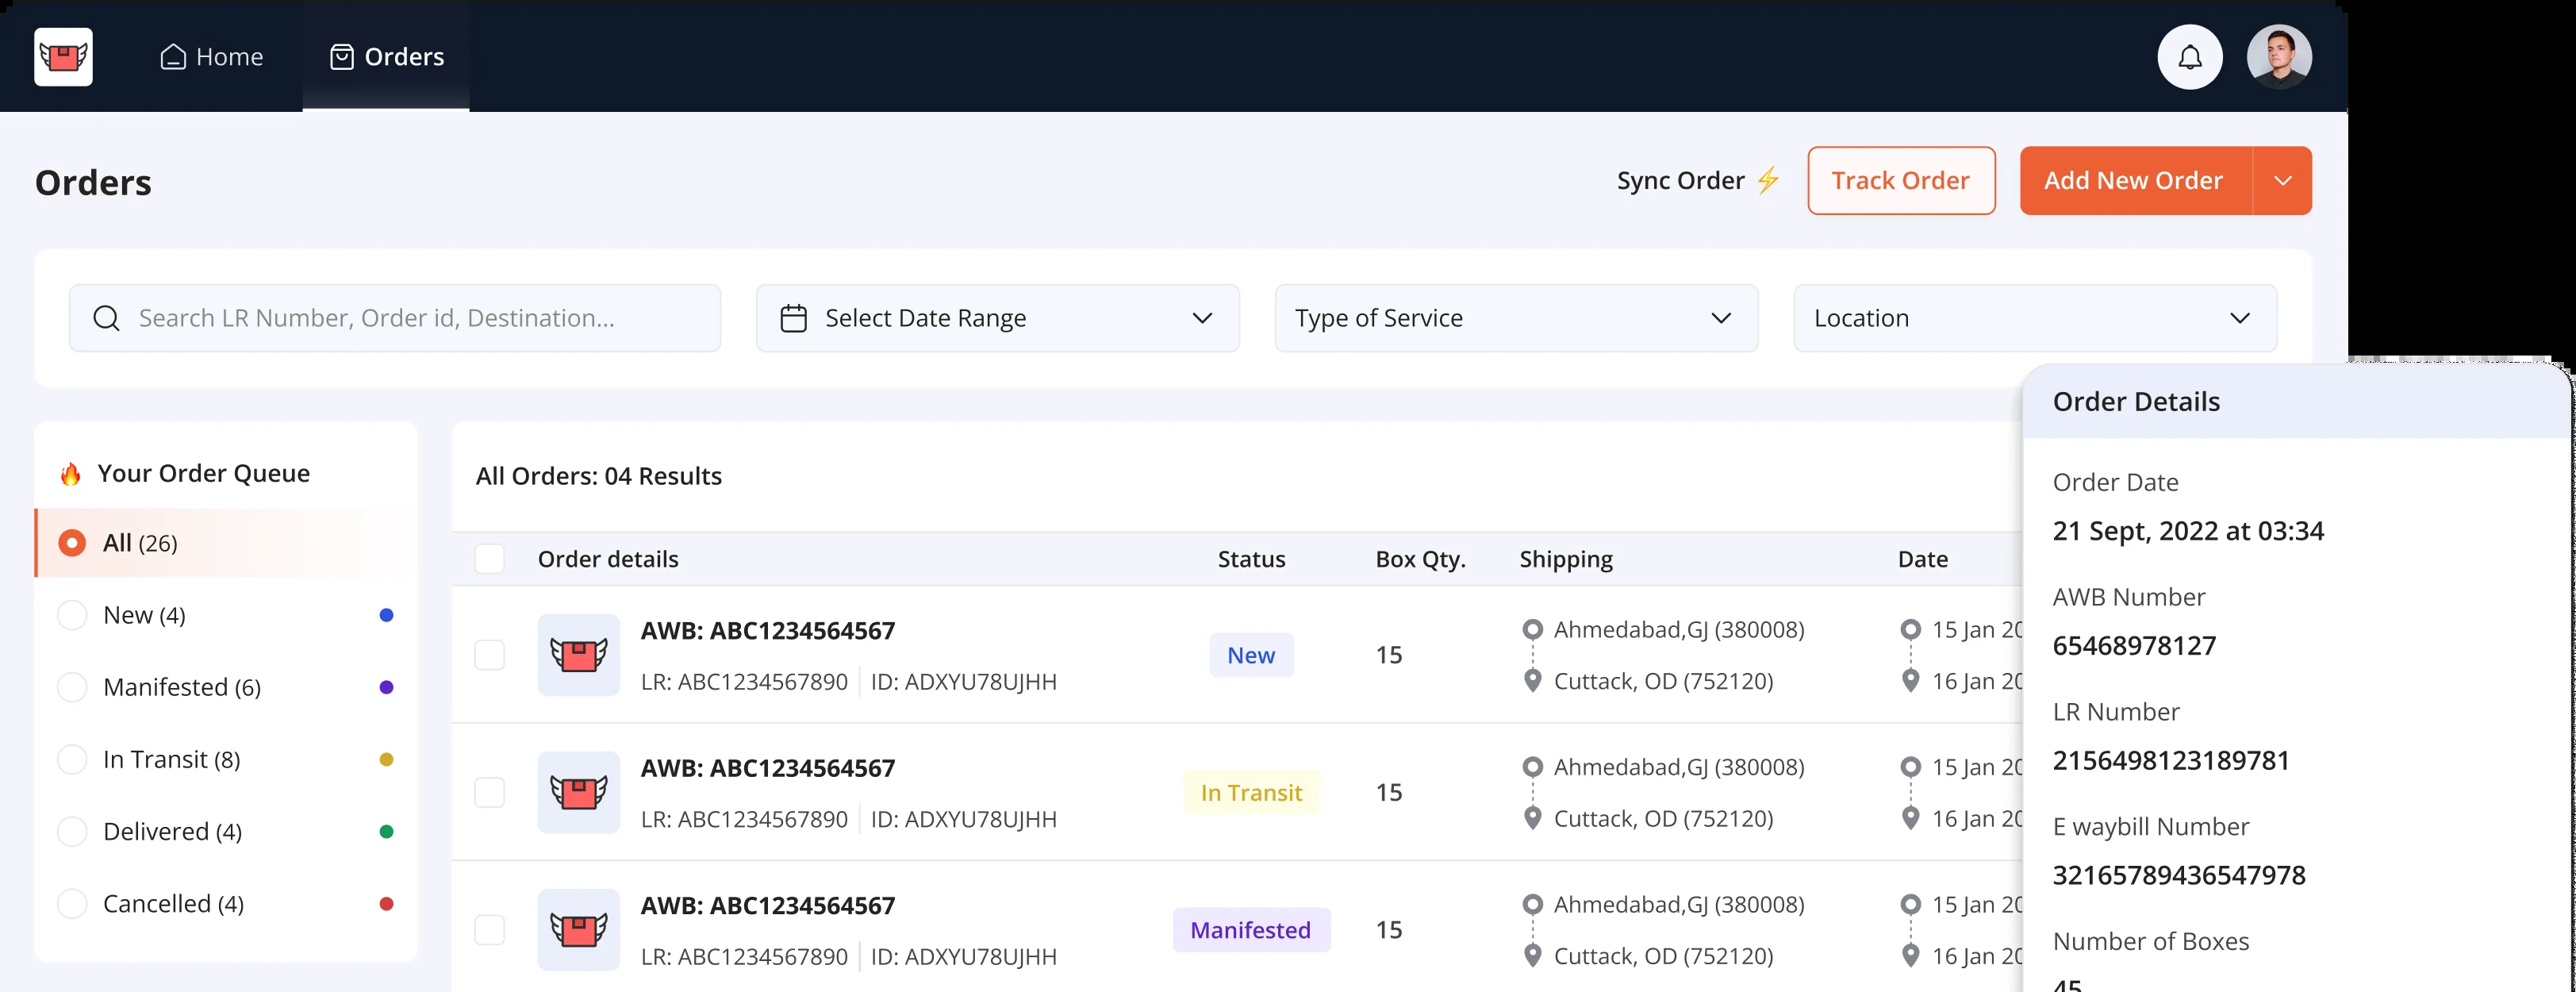 Home
Orders
Orders
Sync Order
Track Order
Add New Order
Search LR Number, Order id, Destination...
Select Date Range
Type of Service
Location
Your Order Queue
All (26)
New (4)
Manifested (6)
In Transit (8)
Delivered (4)
Cancelled (4)
All Orders: 04 Results
Order details Status Box Qty. Shipping Date
AWB: ABC1234564567
LR: ABC1234567890 ID: ADXYU78UJHH
New
15
Ahmedabad,GJ (380008)
Cuttack, OD (752120)
15 Jan 20
16 Jan 20
AWB: ABC1234564567
LR: ABC1234567890 ID: ADXYU78UJHH
In Transit
15
Ahmedabad,GJ (380008)
Cuttack, OD (752120)
15 Jan 20
16 Jan 20
AWB: ABC1234564567
LR: ABC1234567890 ID: ADXYU78UJHH
Manifested
15
Ahmedabad,GJ (380008)
Cuttack, OD (752120)
15 Jan 20
16 Jan 20
Order Details
Order Date
21 Sept, 2022 at 03:34
AWB Number
65468978127
LR Number
2156498123189781
E waybill Number
32165789436547978
Number of Boxes
45